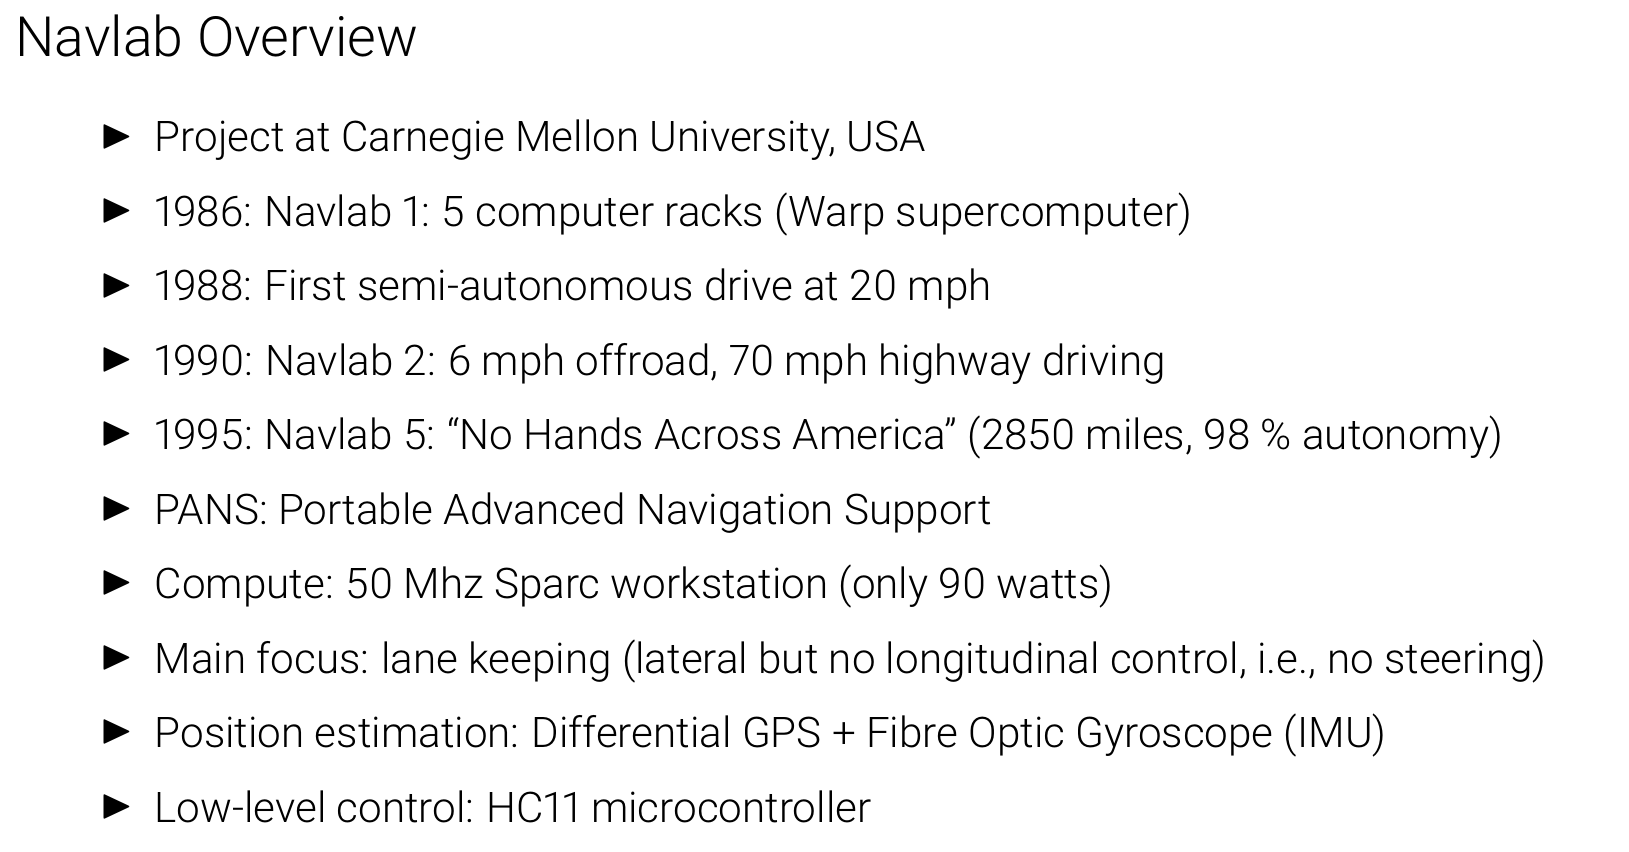 Navlab Overview
► Project at Carnegie Mellon University, USA
► 1986: Navlab 1: 5 computer racks (Warp supercomputer)
► 1988: First semi-autonomous drive at 20 mph
► 1990: Navlab 2: 6 mph offroad, 70 mph highway driving
► 1995: Navlab 5: “No Hands Across America” (2850 miles, 98 % autonomy)
► PANS: Portable Advanced Navigation Support
► Compute: 50 Mhz Sparc workstation (only 90 watts)
► Main focus: lane keeping (lateral but no longitudinal control, i.e., no steering)
► Position estimation: Differential GPS + Fibre Optic Gyroscope (IMU)
► Low-level control: HC11 microcontroller